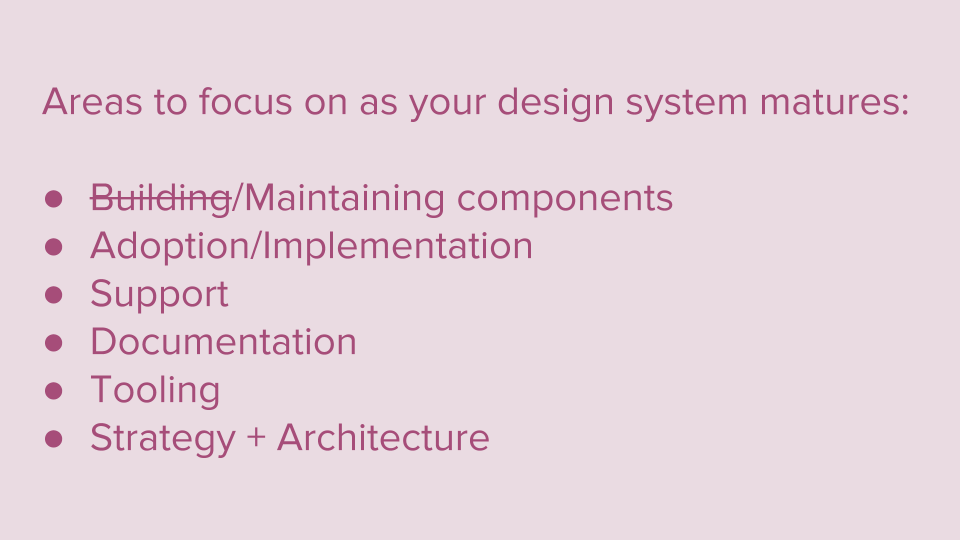 Areas to focus on as your design system matures:
● Building/Maintaining components
● Adoption/Implementation
● Support
● Documentation
● Tooling
● Strategy + Architecture